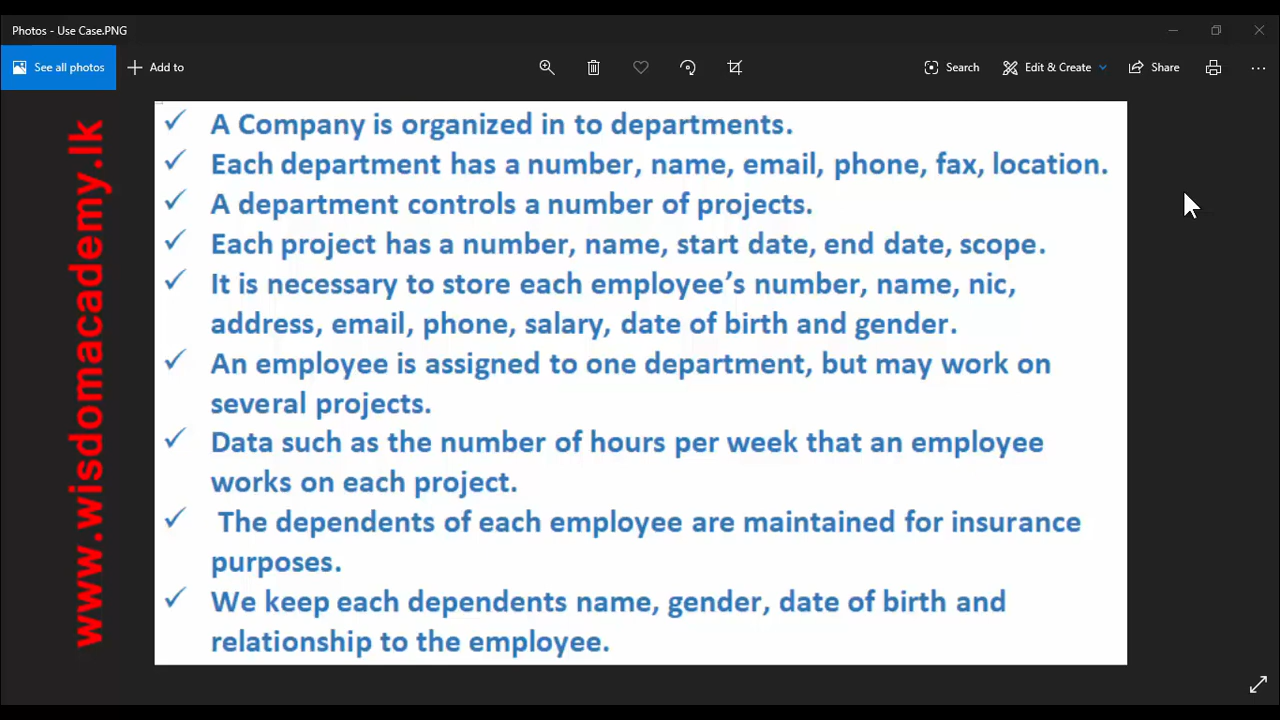 Photos - Use Case.PNG
See all photos
Add to
Search
Edit & Create
Share
www.wisdomacademy.lk
✓ A Company is organized in to departments.
✓ Each department has a number, name, email, phone, fax, location.
✓ A department controls a number of projects.
✓ Each project has a number, name, start date, end date, scope.
✓ It is necessary to store each employee’s number, name, nic,
address, email, phone, salary, date of birth and gender.
✓ An employee is assigned to one department, but may work on
several projects.
✓ Data such as the number of hours per week that an employee
works on each project.
✓ The dependents of each employee are maintained for insurance
purposes.
✓ We keep each dependents name, gender, date of birth and
relationship to the employee.